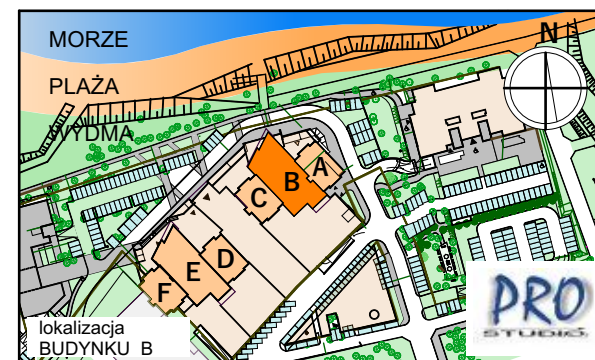 MORZE
N
PLAŻA
WYDMA
A
B
C
D
E
F
lokalizacja
BUDYNKU B
PRO
STUDIO